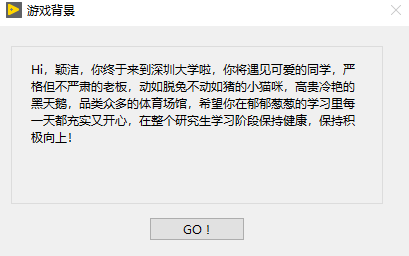 游戏背景
Hi，颖洁，你终于来到深圳大学啦，你将遇见可爱的同学，严
格但不严肃的老板，动如脱兔不动如猪的小猫咪，高贵冷艳的
黑天鹅，品类众多的体育场馆，希望你在郁郁葱葱的学习里每
一天都充实又开心，在整个研究生学习阶段保持健康，保持积
极向上！
GO！